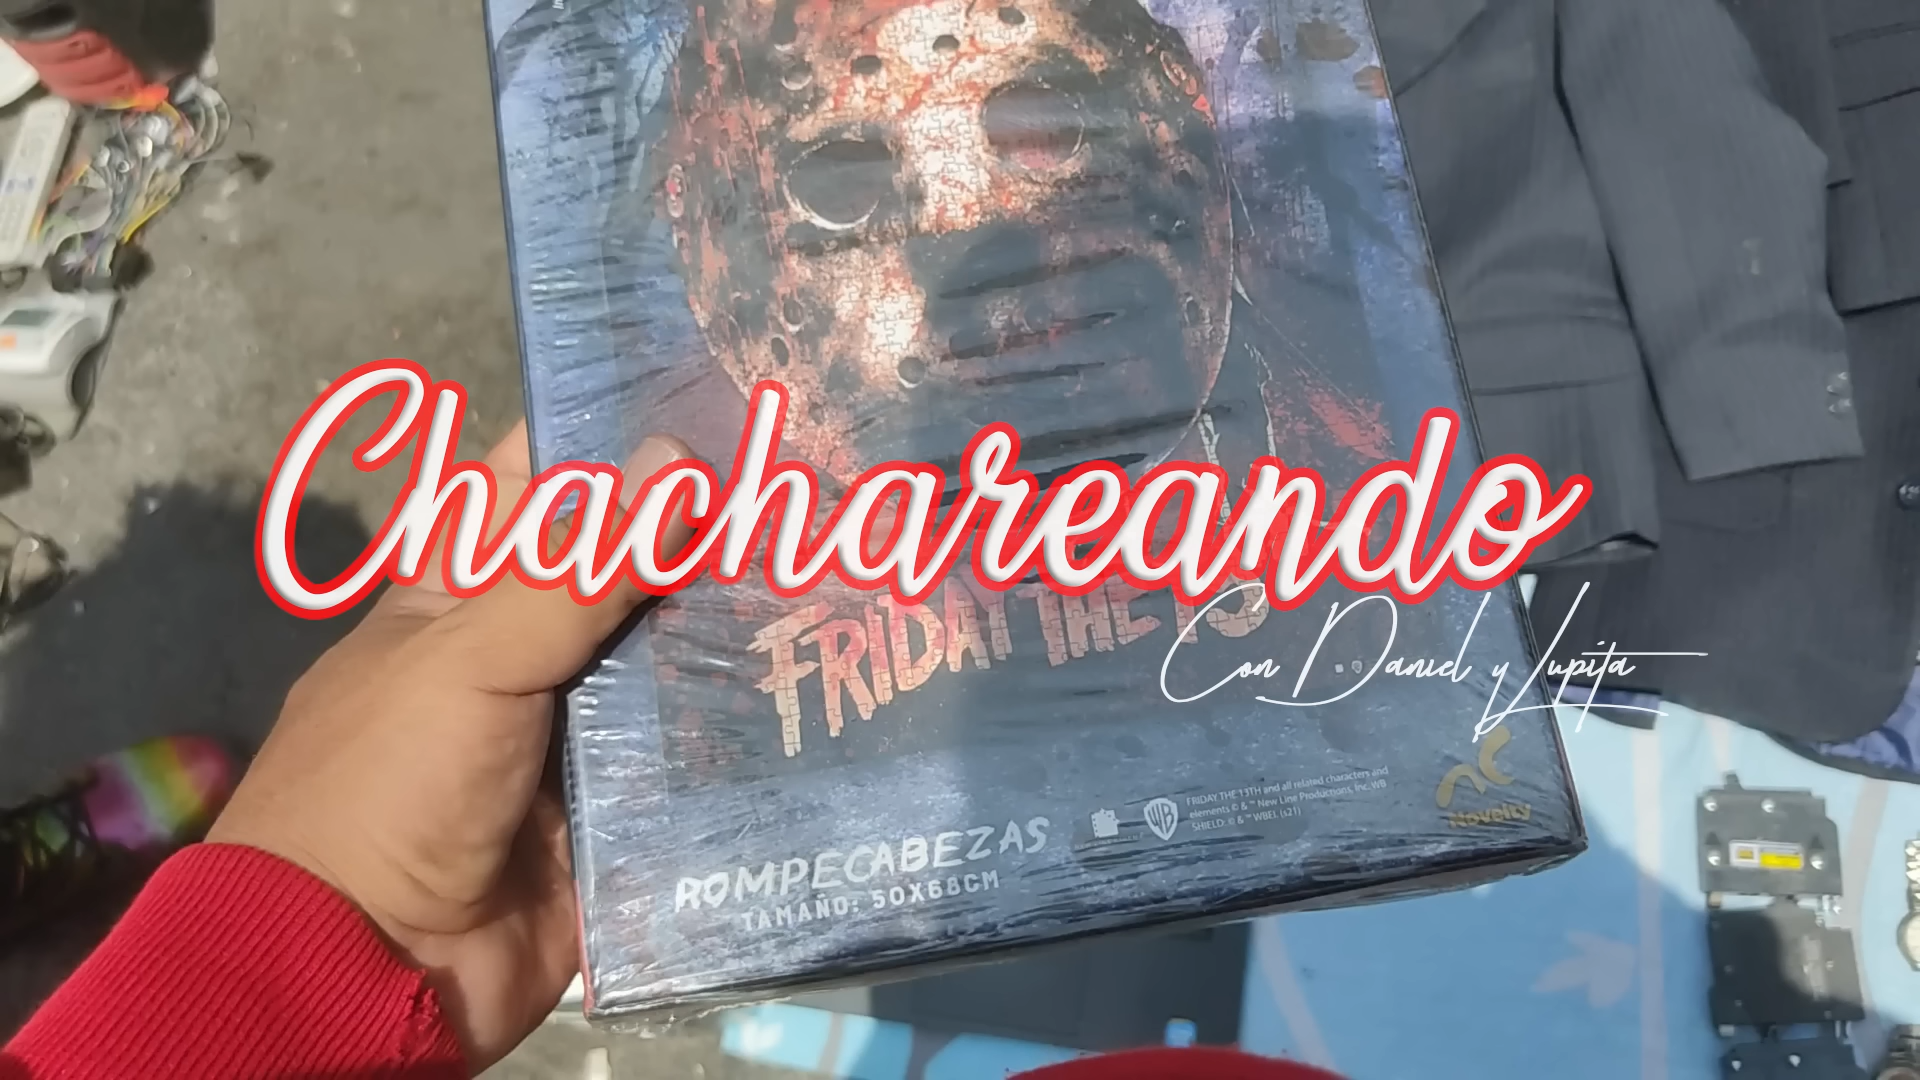 Chachareando
Con Daniel y Lupita
FRIDAY THE 13
ROMPECABEZAS
TAMAÑO: 50X68CM
WB
FRIDAY THE 13TH and all related characters and
elements © & ™ New Line Productions, Inc. WB
SHIELD: © & ™ WBEI. (s21)
Novelty